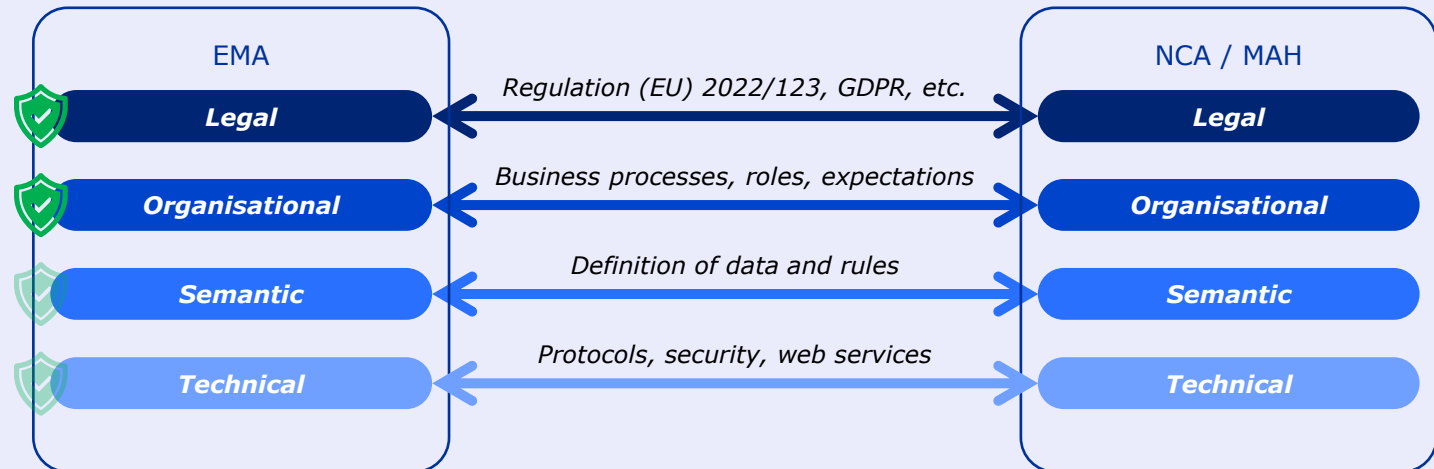 EMA
NCA / MAH
Regulation (EU) 2022/123, GDPR, etc.
Legal
Legal
Business processes, roles, expectations
Organisational
Organisational
Definition of data and rules
Semantic
Semantic
Protocols, security, web services
Technical
Technical